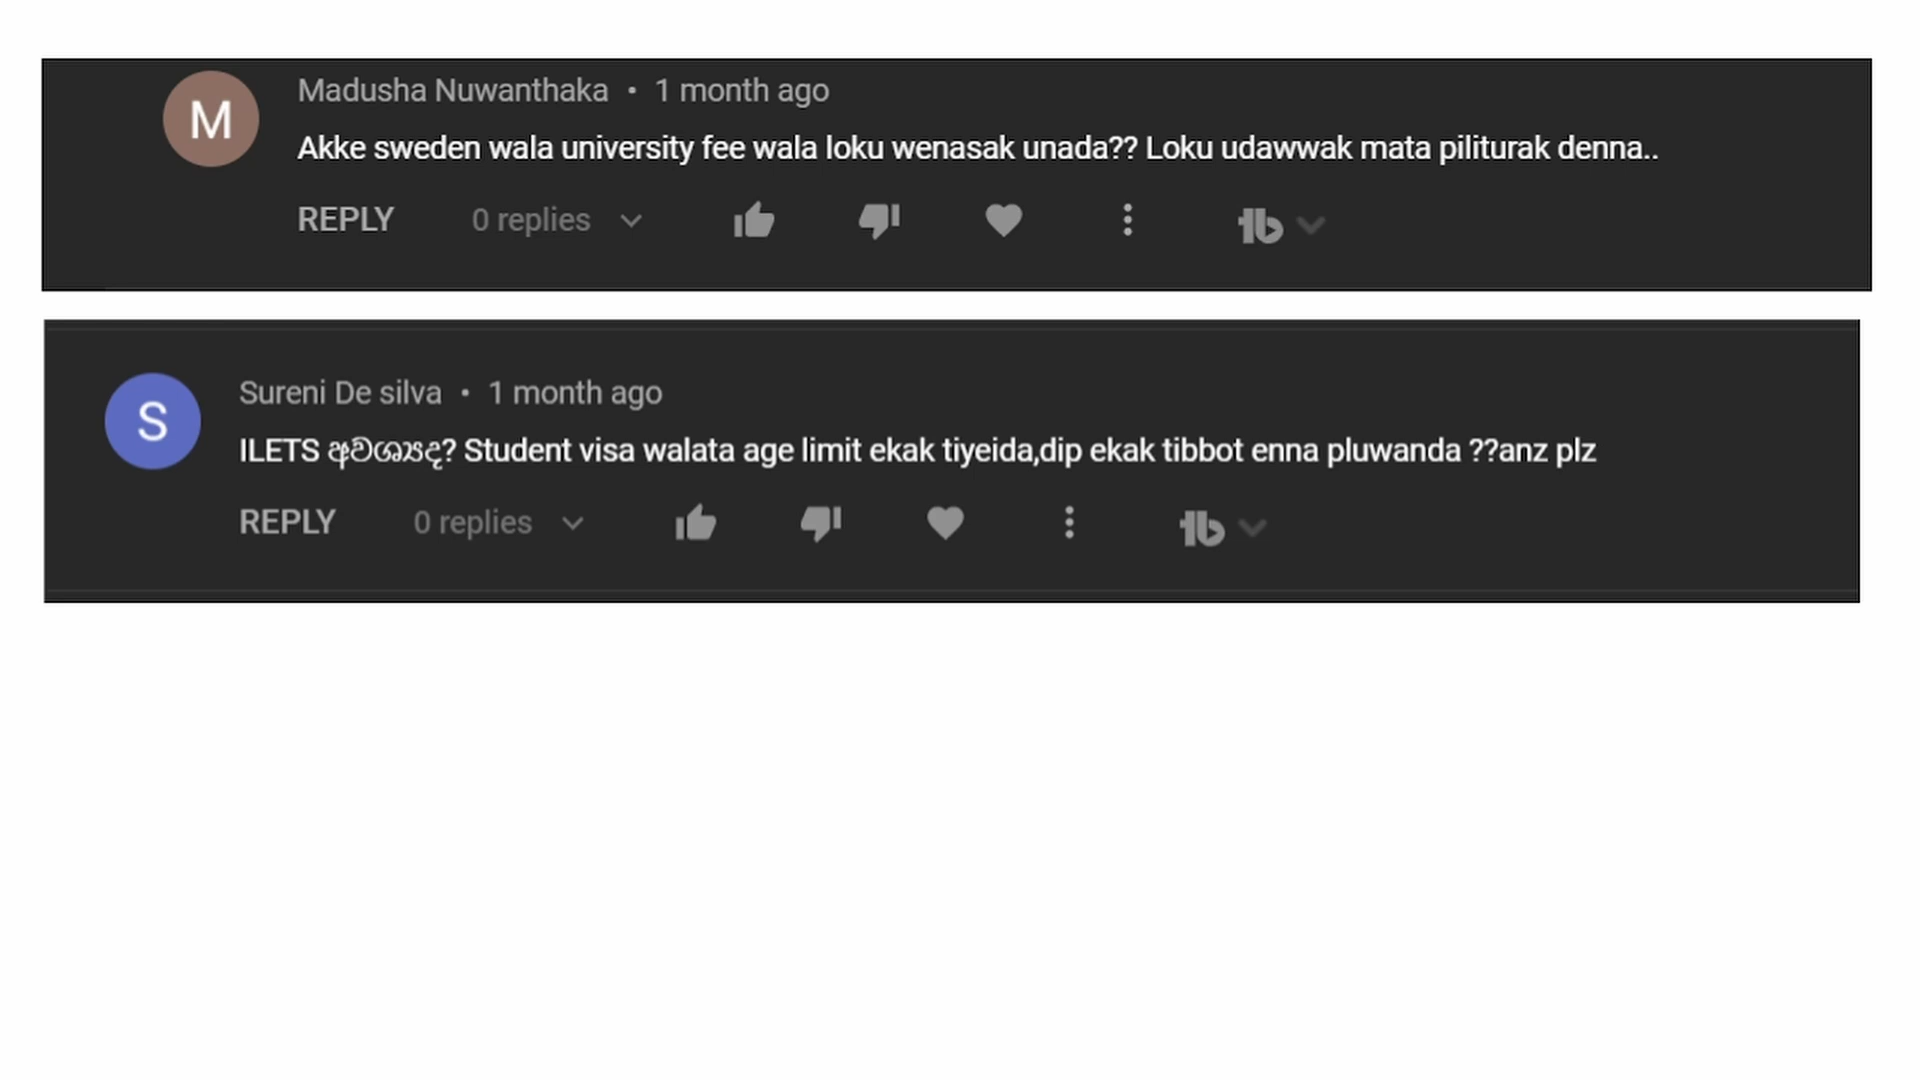 M
Madusha Nuwanthaka • 1 month ago
Akke sweden wala university fee wala loku wenasak unada?? Loku udawwak mata piliturak denna..
REPLY 0 replies
S
Sureni De silva • 1 month ago
ILETS අවශ්‍යද? Student visa walata age limit ekak tiyeida,dip ekak tibbot enna pluwanda ??anz plz
REPLY 0 replies